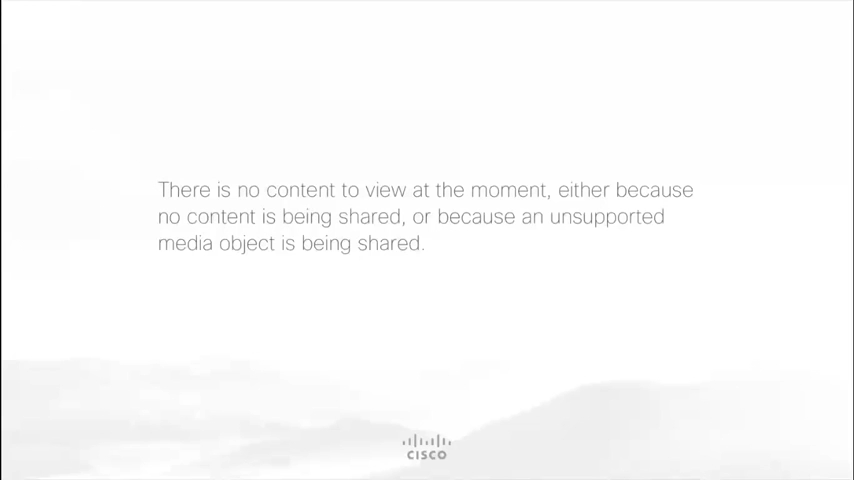 There is no content to view at the moment, either because
no content is being shared, or because an unsupported
media object is being shared.
CISCO